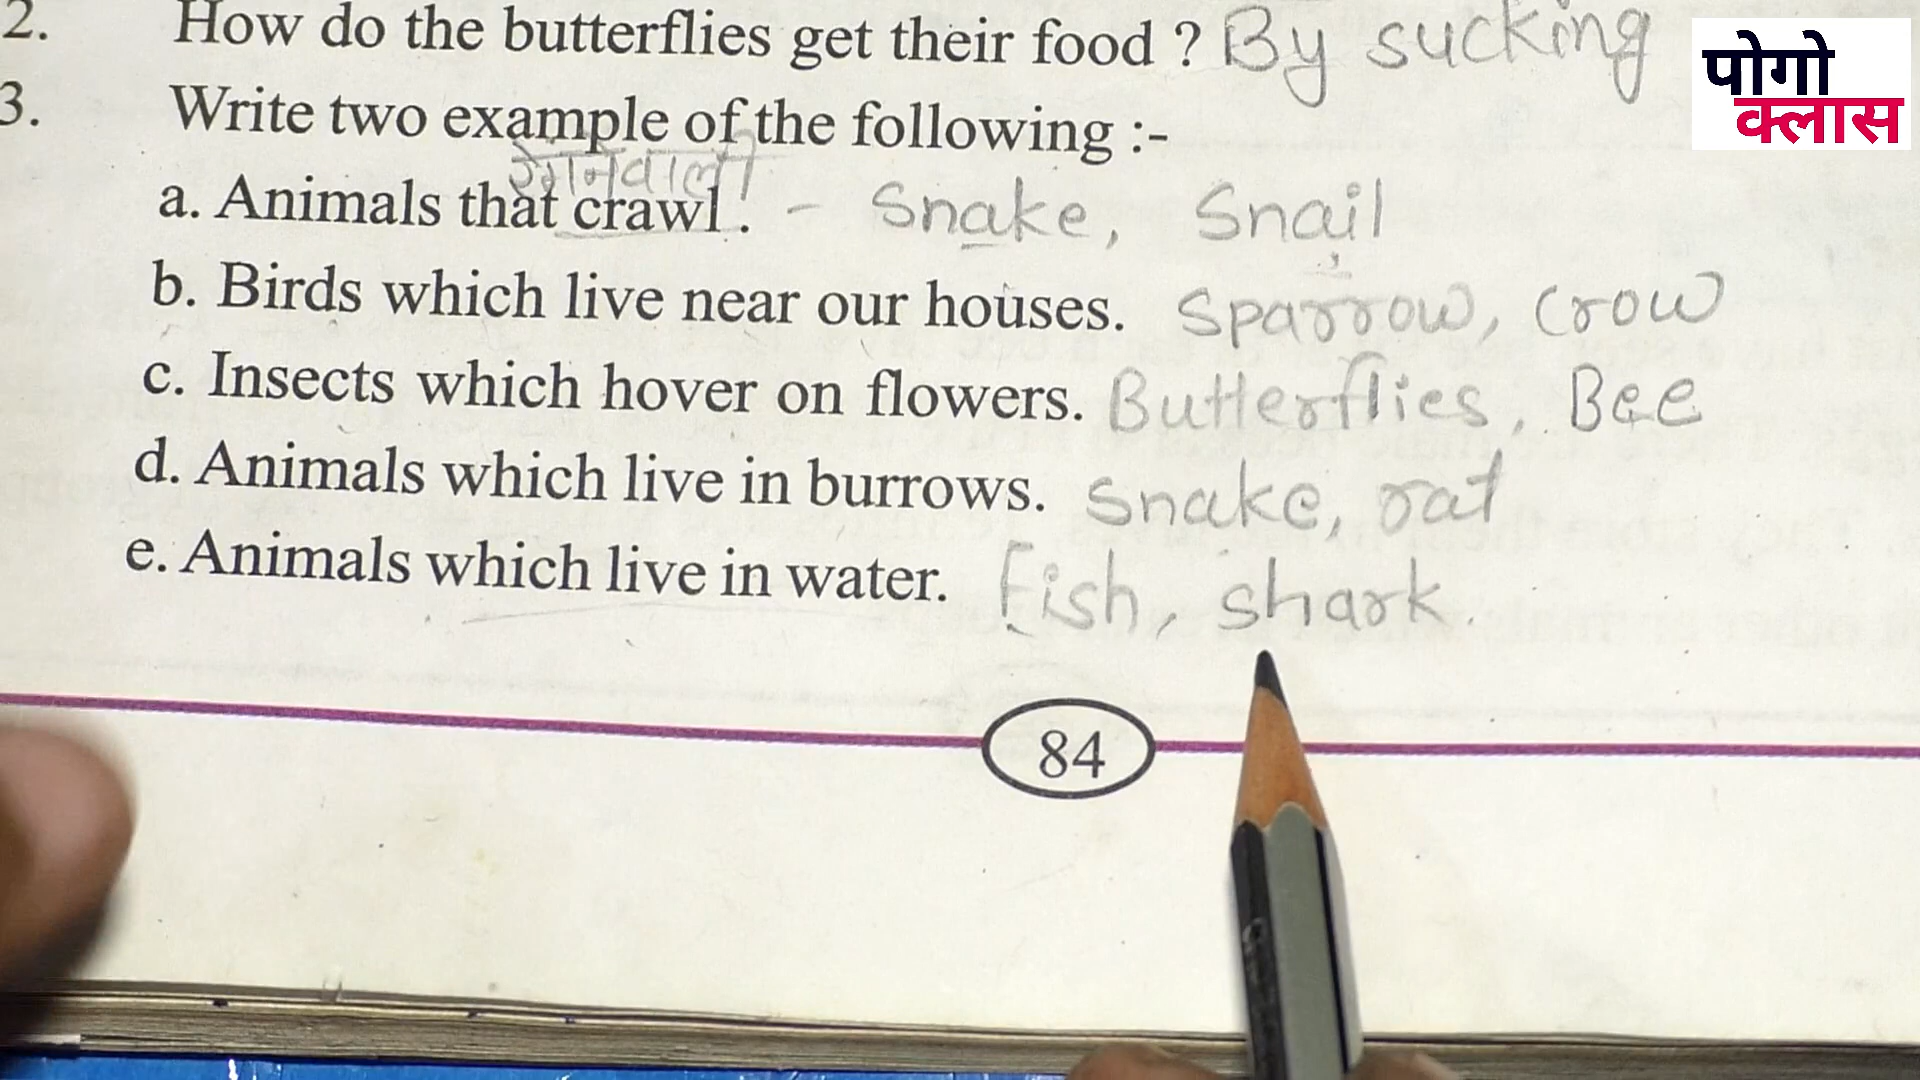 2. How do the butterflies get their food ? By sucking
पोगो
क्लास
3. Write two example of the following :-
रेंगनेवाली
a. Animals that crawl. - Snake, Snail
b. Birds which live near our houses. Sparrow, Crow
c. Insects which hover on flowers. Butterflies, Bee
d. Animals which live in burrows. Snake, rat
e. Animals which live in water. Fish, shark.
84